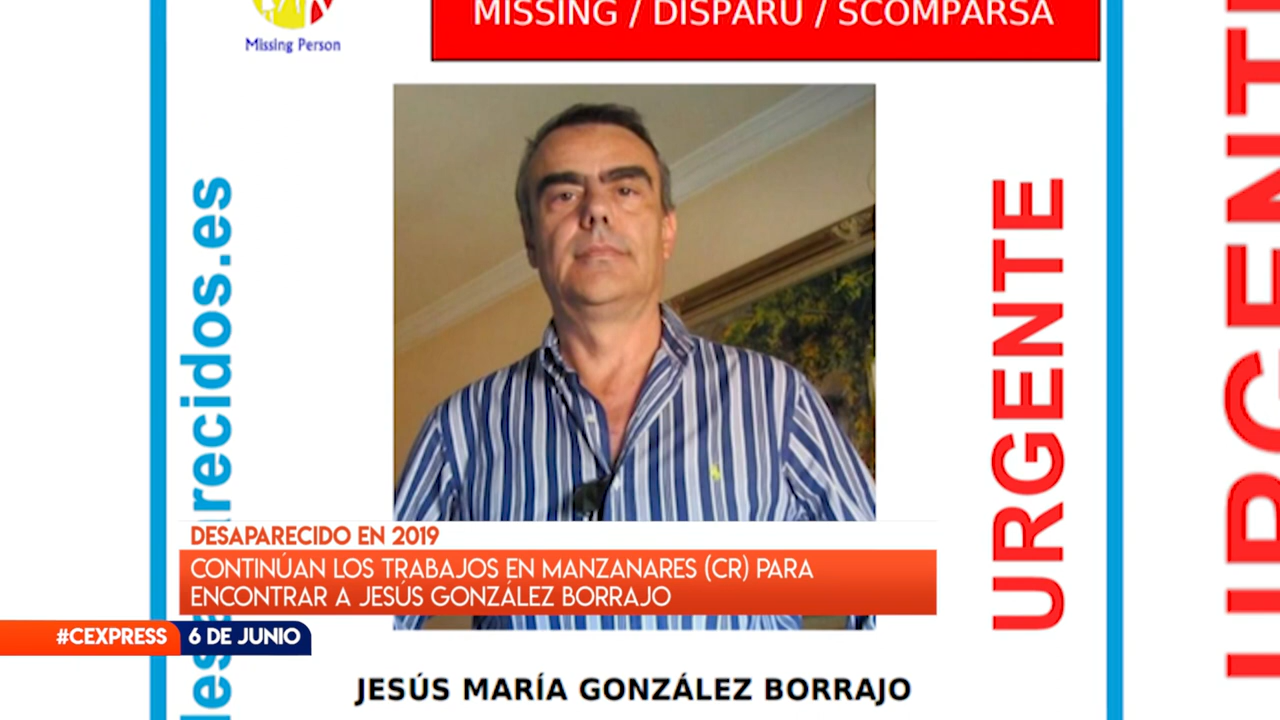 MISSING / DISPARU / SCOMPARSA
Missing Person
recidos.es
URGENTE
DESAPARECIDO EN 2019
CONTINÚAN LOS TRABAJOS EN MANZANARES (CR) PARA
ENCONTRAR A JESÚS GONZÁLEZ BORRAJO
#CEXPRESS
6 DE JUNIO
JESÚS MARÍA GONZÁLEZ BORRAJO